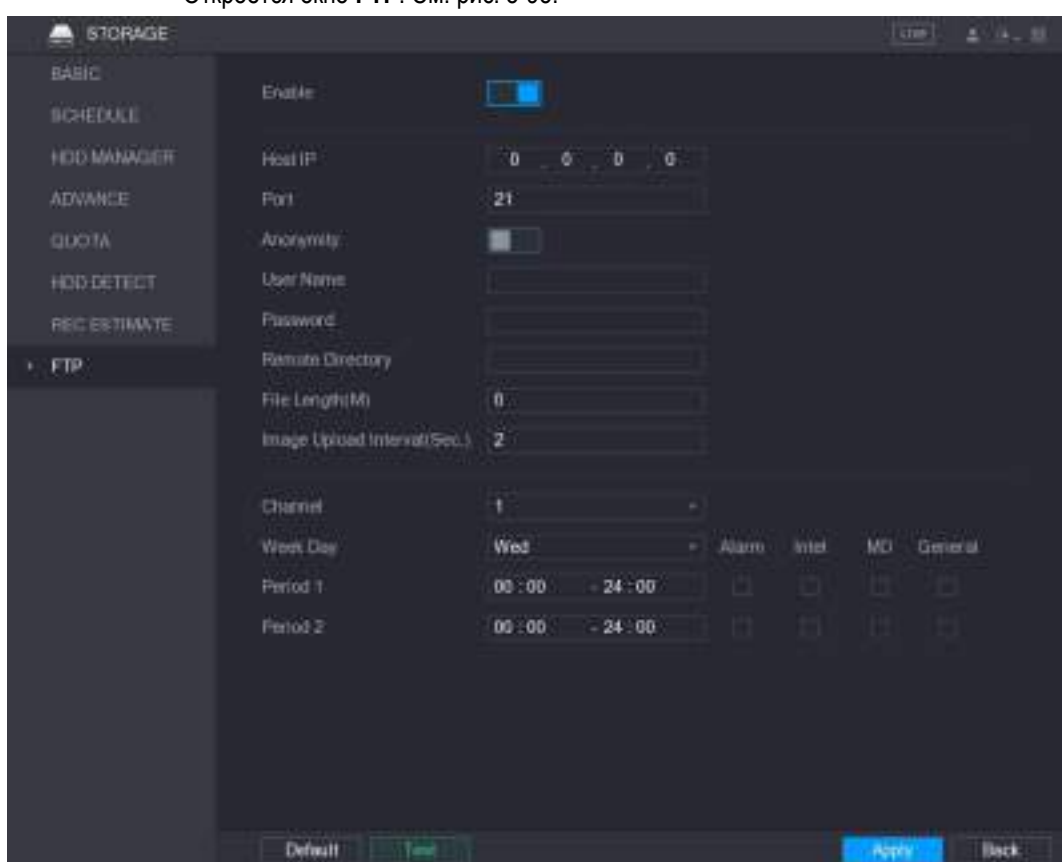 Откроется окно FTP. См. рис.
STORAGE LIVE
BASIC
SCHEDULE
HDD MANAGER
ADVANCE
QUOTA
HDD DETECT
REC ESTIMATE
FTP
Enable
Host IP 0 . 0 . 0 . 0
Port 21
Anonymity
User Name
Password
Remote Directory
File Length(M) 0
Image Upload Interval(Sec.) 2
Channel 1
Week Day Wed Alarm Intel MD General
Period 1 00 : 00 - 24 : 00
Period 2 00 : 00 - 24 : 00
Default Test Apply Back